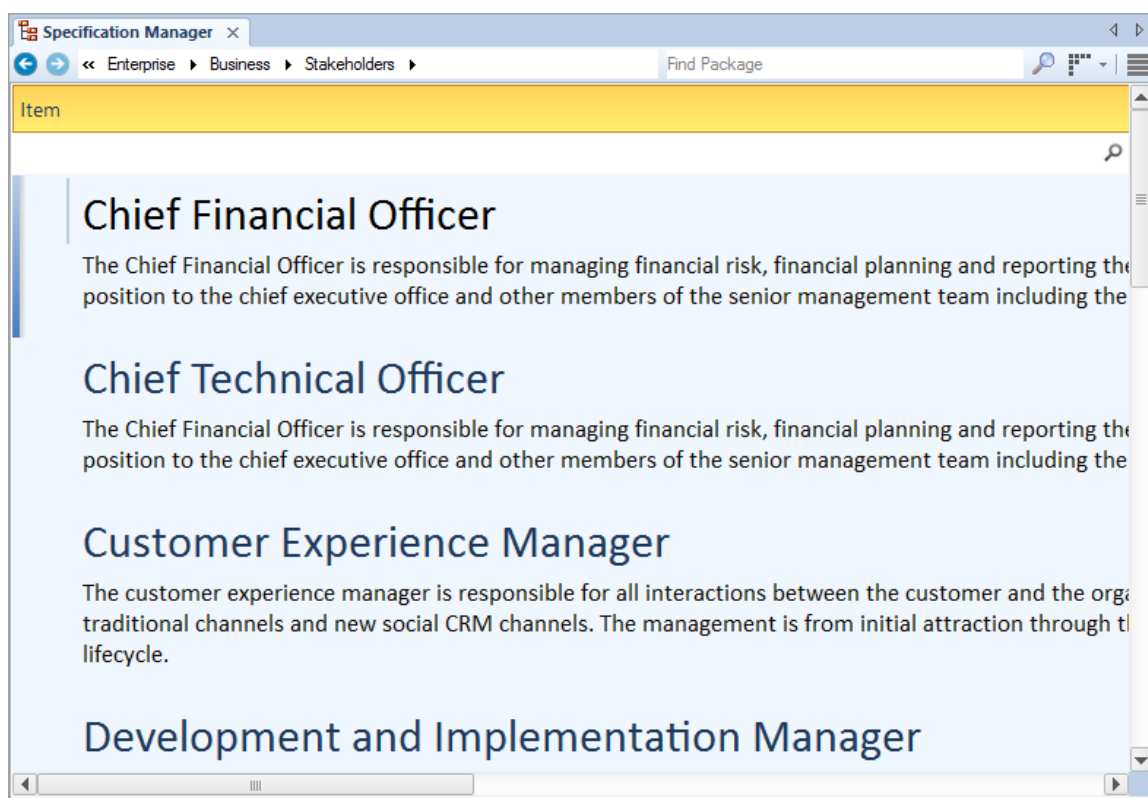 Specification Manager
« Enterprise Business Stakeholders Find Package
Item
Chief Financial Officer
The Chief Financial Officer is responsible for managing financial risk, financial planning and reporting the
position to the chief executive office and other members of the senior management team including the
Chief Technical Officer
The Chief Financial Officer is responsible for managing financial risk, financial planning and reporting the
position to the chief executive office and other members of the senior management team including the
Customer Experience Manager
The customer experience manager is responsible for all interactions between the customer and the
traditional channels and new social CRM channels. The management is from initial attraction through
lifecycle.
Development and Implementation Manager